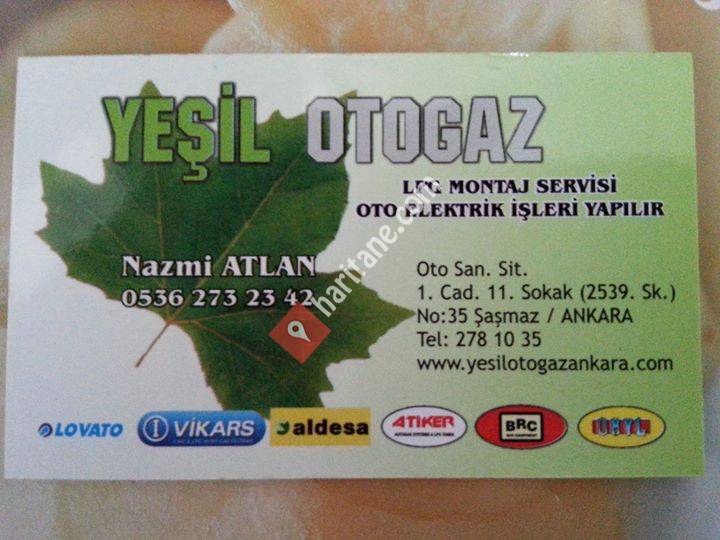 YEŞİL OTOGAZ
LPG MONTAJ SERVİSİ
OTO ELEKTRİK İŞLERİ YAPILIR
Nazmi ATLAN
0536 273 23 42
Oto San. Sit.
1. Cad. 11. Sokak (2539. Sk.)
No:35 Şaşmaz / ANKARA
Tel: 278 10 35
www.yesilotogazankara.com
haritane.com
LOVATO
VİKARS
aldesa
ATİKER
BRC